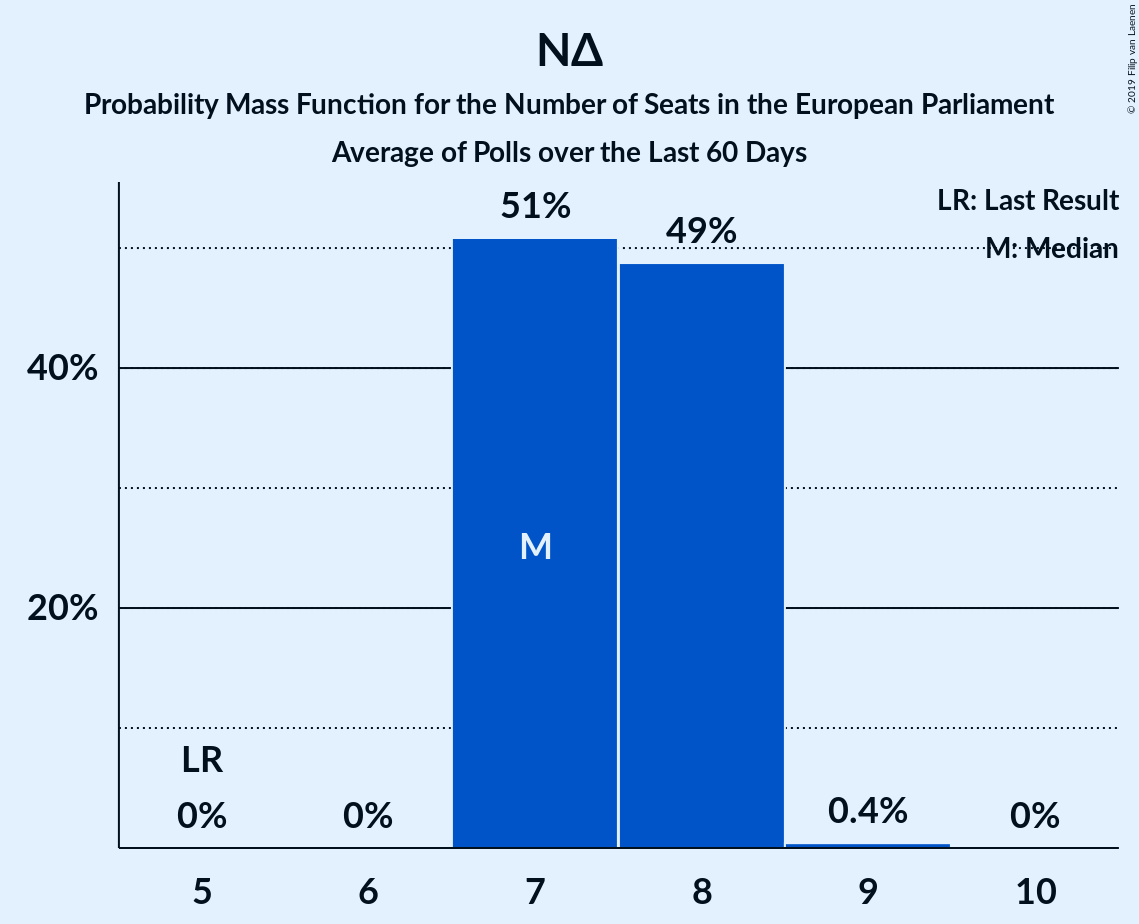 © 2019 Filip van Laenen
ΝΔ
Probability Mass Function for the Number of Seats in the European Parliament
Average of Polls over the Last 60 Days
LR: Last Result
M: Median
51%
49%
40%
M
20%
LR
0%
0%
0.4%
0%
5
6
7
8
9
10